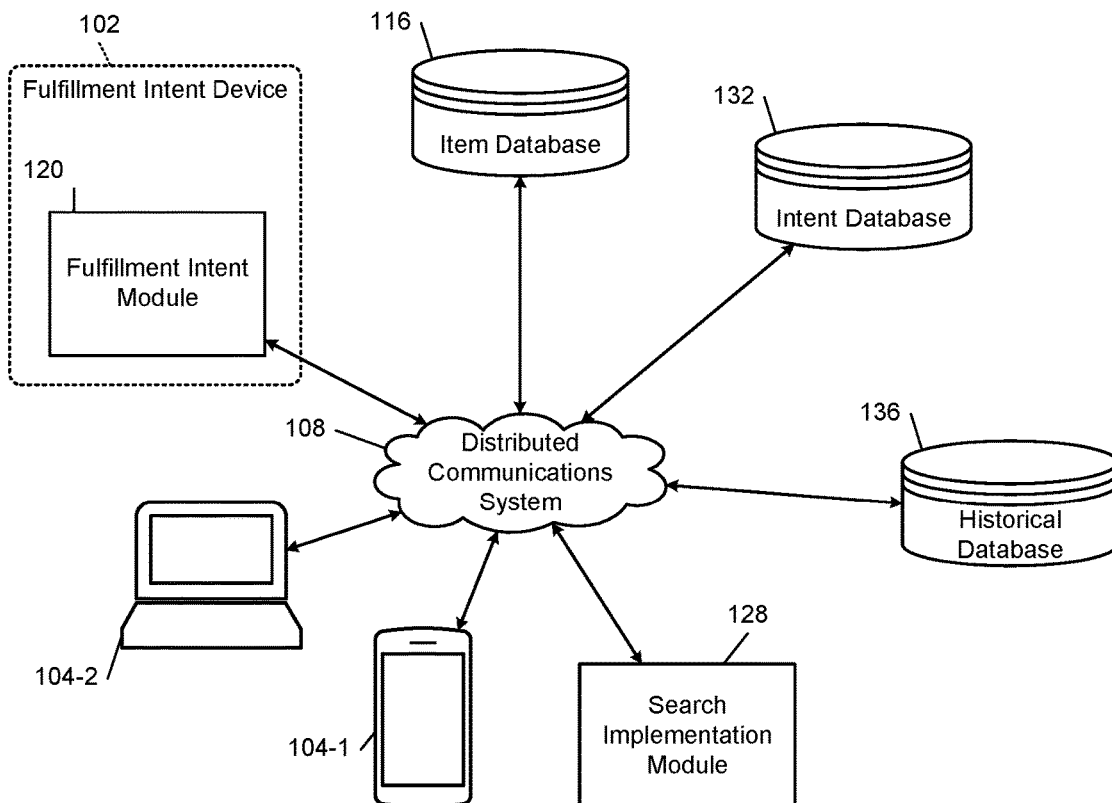 102
Fulfillment Intent Device
120
Fulfillment Intent
Module
116
Item Database
132
Intent Database
108
Distributed
Communications
System
136
Historical
Database
104-2
104-1
128
Search
Implementation
Module